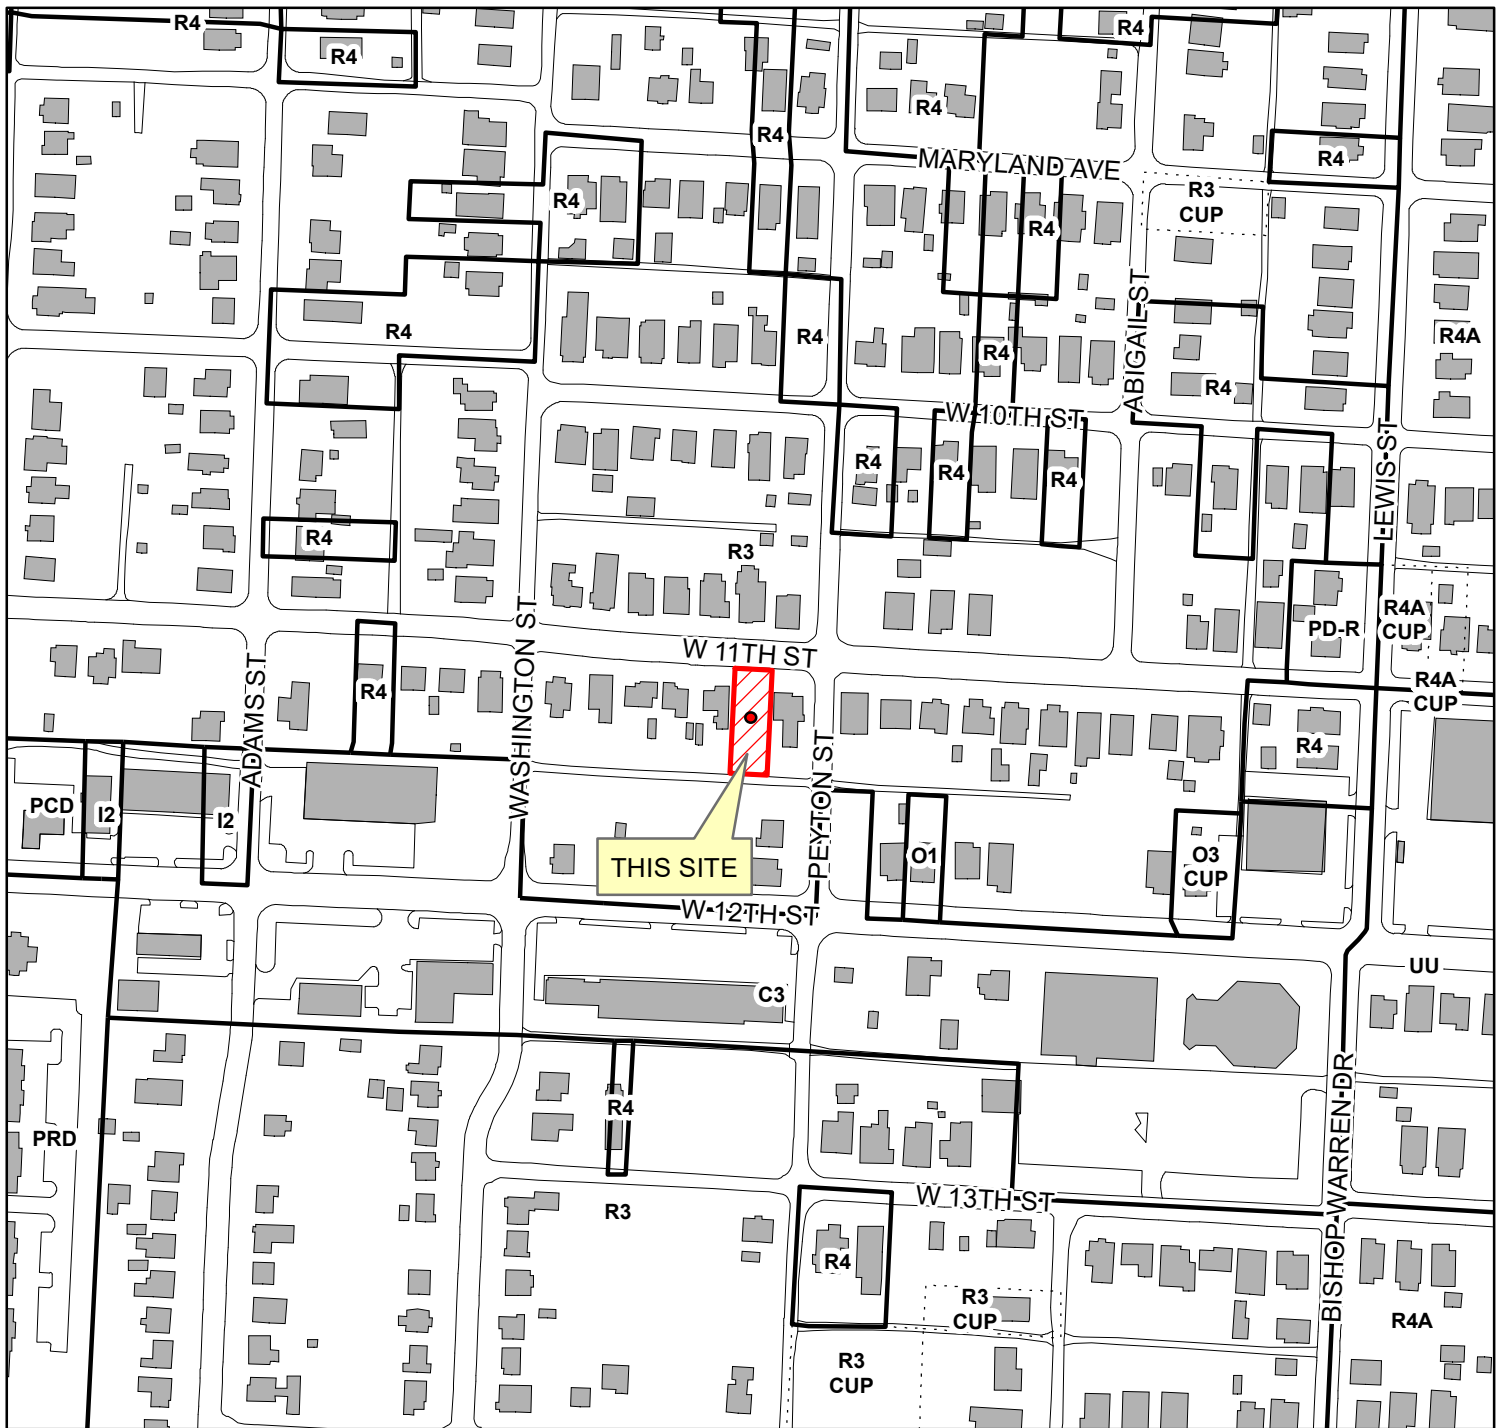 R4
R4
R4
R4
R4
MARYLAND AVE
R4
R3
CUP
R4
R4
ABIGAIL ST
R4
R4
R4
R4A
R4
W 10TH ST
LEWIS ST
R4
R4
R4
R4
R3
R4A
CUP
PD-R
WASHINGTON ST
W 11TH ST
ADAMS ST
R4
R4A
CUP
R4
PEYTON ST
PCD
I2
I2
THIS SITE
O1
O3
CUP
W 12TH ST
UU
C3
R4
PRD
BISHOP WARREN DR
W 13TH ST
R3
R4
R3
CUP
R4A
R3
CUP